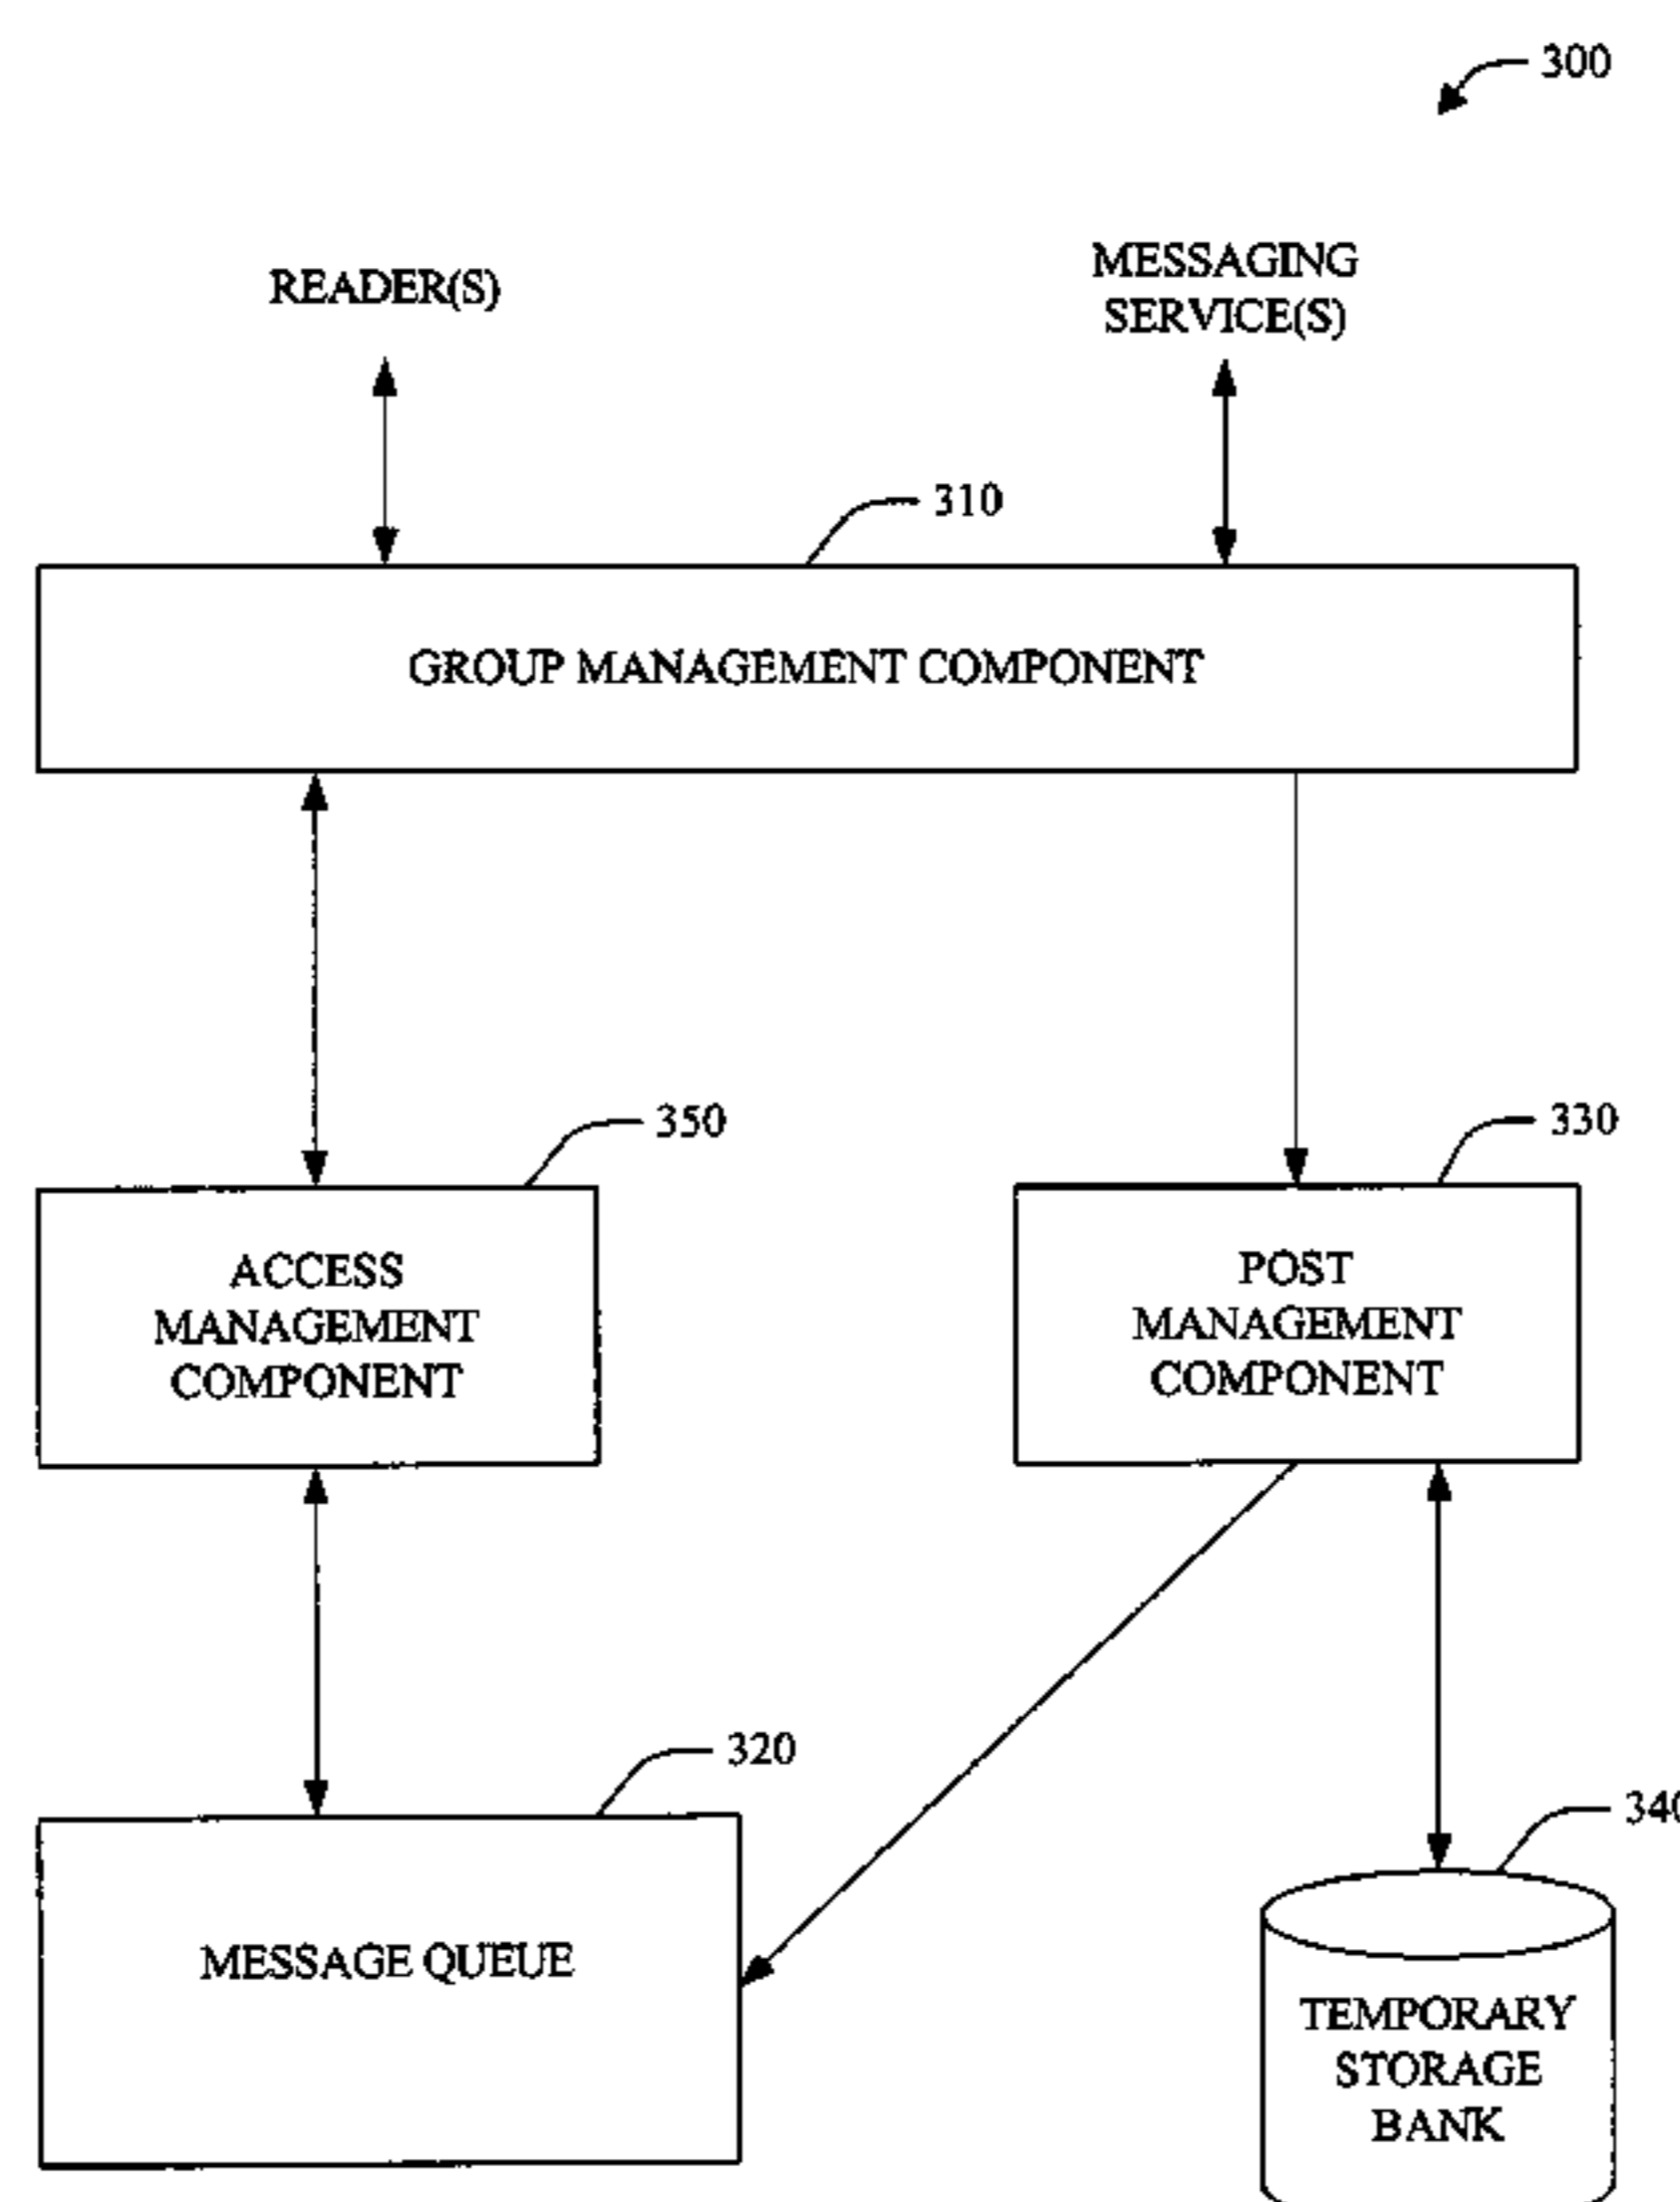 300
READER(S)
MESSAGING
SERVICE(S)
310
GROUP MANAGEMENT COMPONENT
350
330
ACCESS
MANAGEMENT
COMPONENT
POST
MANAGEMENT
COMPONENT
320
340
MESSAGE QUEUE
TEMPORARY
STORAGE
BANK